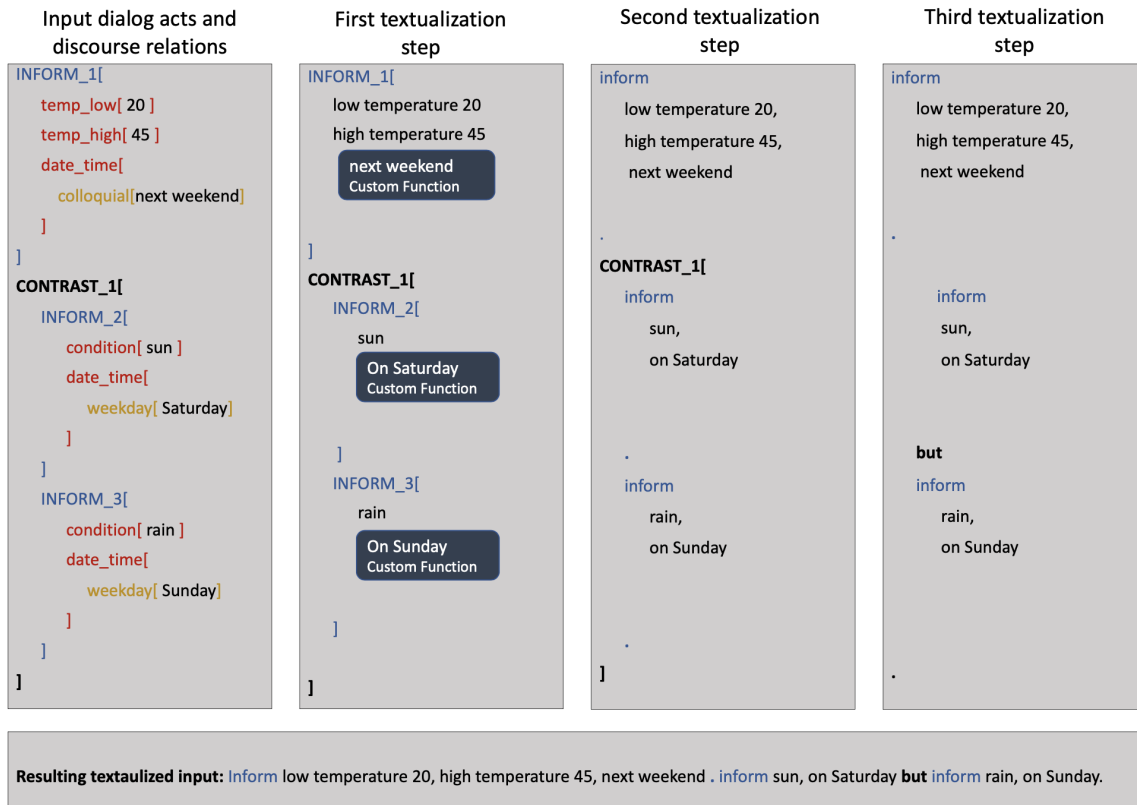 Input dialog acts and
discourse relations
INFORM_1[
temp_low[ 20 ]
temp_high[ 45 ]
date_time[
colloquial[next weekend]
]
]
CONTRAST_1[
INFORM_2[
condition[ sun ]
date_time[
weekday[ Saturday]
]
]
INFORM_3[
condition[ rain ]
date_time[
weekday[ Sunday]
]
]
]
First textualization
step
INFORM_1[
low temperature 20
high temperature 45
next weekend
Custom Function
]
CONTRAST_1[
INFORM_2[
sun
On Saturday
Custom Function
]
INFORM_3[
rain
On Sunday
Custom Function
]
]
Second textualization
step
inform
low temperature 20,
high temperature 45,
next weekend
.
CONTRAST_1[
inform
sun,
on Saturday
.
inform
rain,
on Sunday
.
]
Third textualization
step
inform
low temperature 20,
high temperature 45,
next weekend
.
inform
sun,
on Saturday
but
inform
rain,
on Sunday
.
Resulting textaulized input: Inform low temperature 20, high temperature 45, next weekend . inform sun, on Saturday but inform rain, on Sunday.